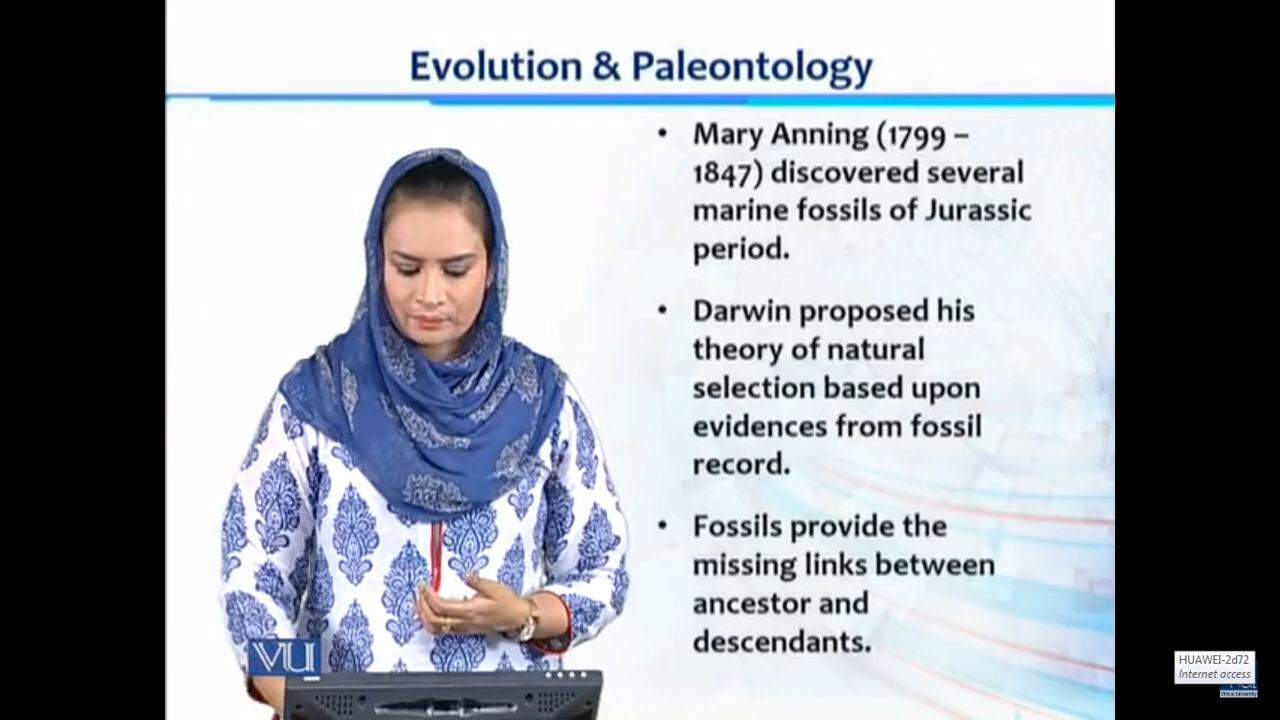 Evolution & Paleontology
• Mary Anning (1799 –
1847) discovered several
marine fossils of Jurassic
period.
• Darwin proposed his
theory of natural
selection based upon
evidences from fossil
record.
• Fossils provide the
missing links between
ancestor and
descendants.
VU
HUAWEI-2d72
Internet access
Virtual University